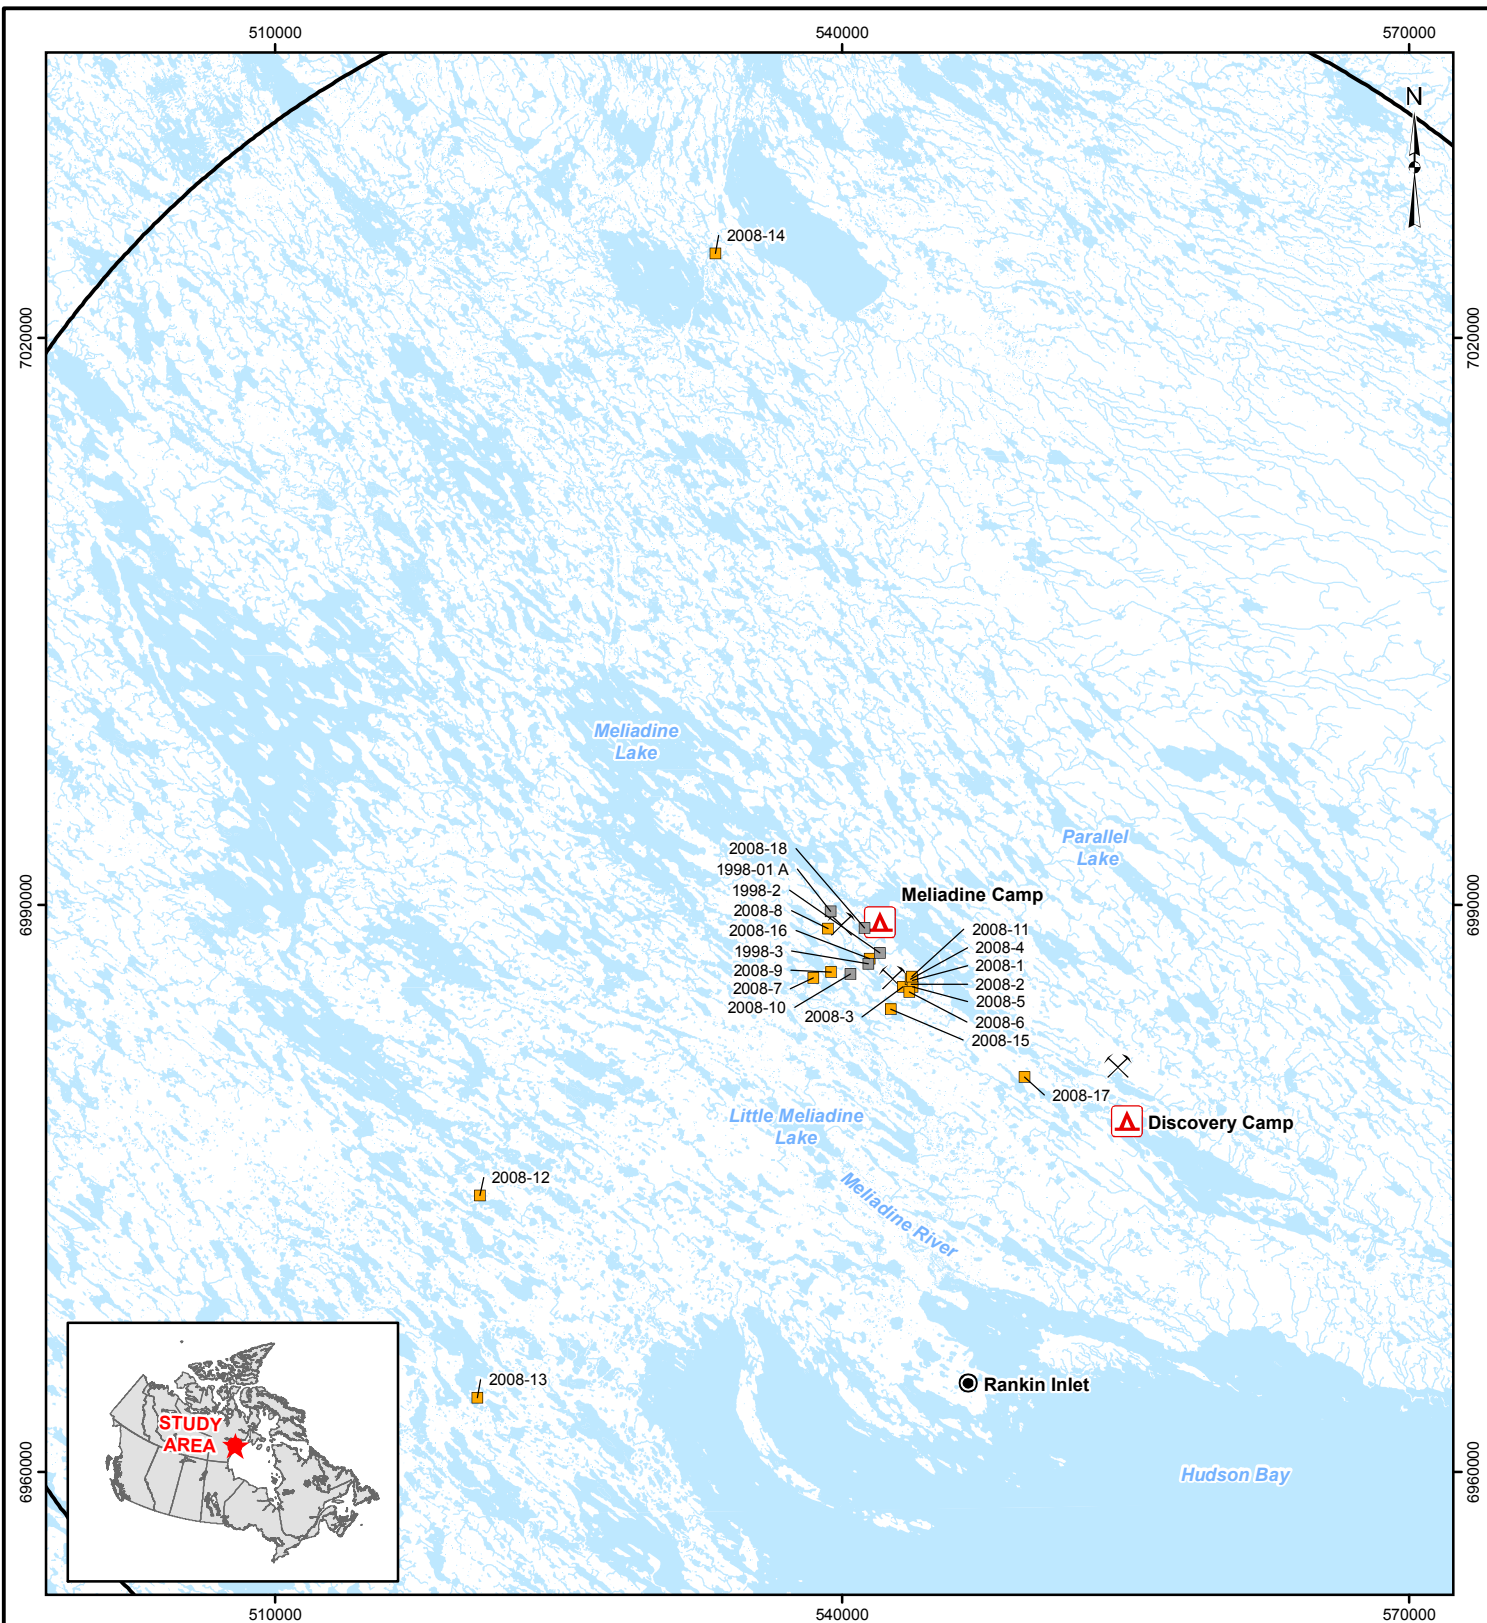 510000
540000
570000
N
2008-14
7020000
7020000
Meliadine
Lake
Parallel
Lake
2008-18
1998-01 A
1998-2
2008-8
2008-16
1998-3
2008-9
2008-7
2008-10
2008-3
Meliadine Camp
2008-11
2008-4
2008-1
2008-2
2008-5
2008-6
2008-15
6990000
6990000
2008-17
Discovery Camp
Little Meliadine
Lake
2008-12
Meliadine River
2008-13
Rankin Inlet
STUDY
AREA
Hudson Bay
6960000
6960000
510000
540000
570000